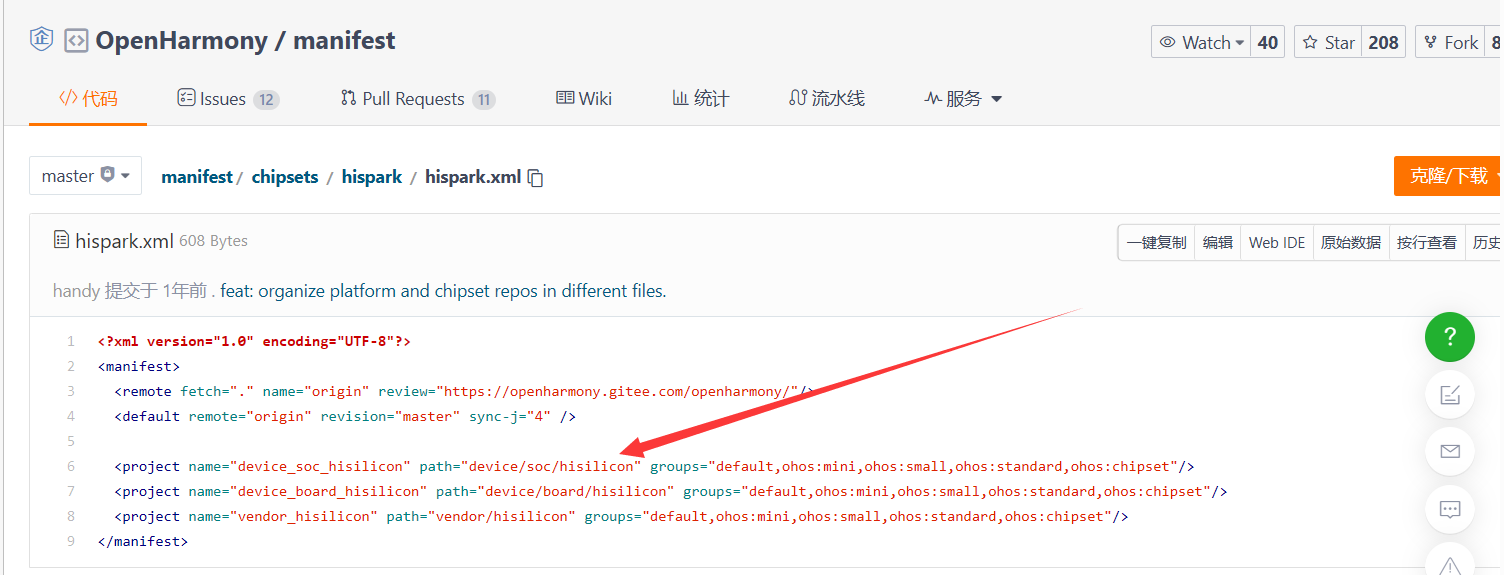 OpenHarmony / manifest
Watch 40 Star 208 Fork 8
代码 Issues 12 Pull Requests 11 Wiki 统计 流水线 服务
master manifest / chipsets / hispark / hispark.xml 克隆/下载
hispark.xml 608 Bytes 一键复制 编辑 Web IDE 原始数据 按行查看 历史
handy 提交于 1年前 . feat: organize platform and chipset repos in different files.
1 <?xml version="1.0" encoding="UTF-8"?>
2 <manifest>
3 <remote fetch="." name="origin" review="https://openharmony.gitee.com/openharmony/"/>
4 <default remote="origin" revision="master" sync-j="4" />
5
6 <project name="device_soc_hisilicon" path="device/soc/hisilicon" groups="default,ohos:mini,ohos:small,ohos:standard,ohos:chipset"/>
7 <project name="device_board_hisilicon" path="device/board/hisilicon" groups="default,ohos:mini,ohos:small,ohos:standard,ohos:chipset"/>
8 <project name="vendor_hisilicon" path="vendor/hisilicon" groups="default,ohos:mini,ohos:small,ohos:standard,ohos:chipset"/>
9 </manifest>